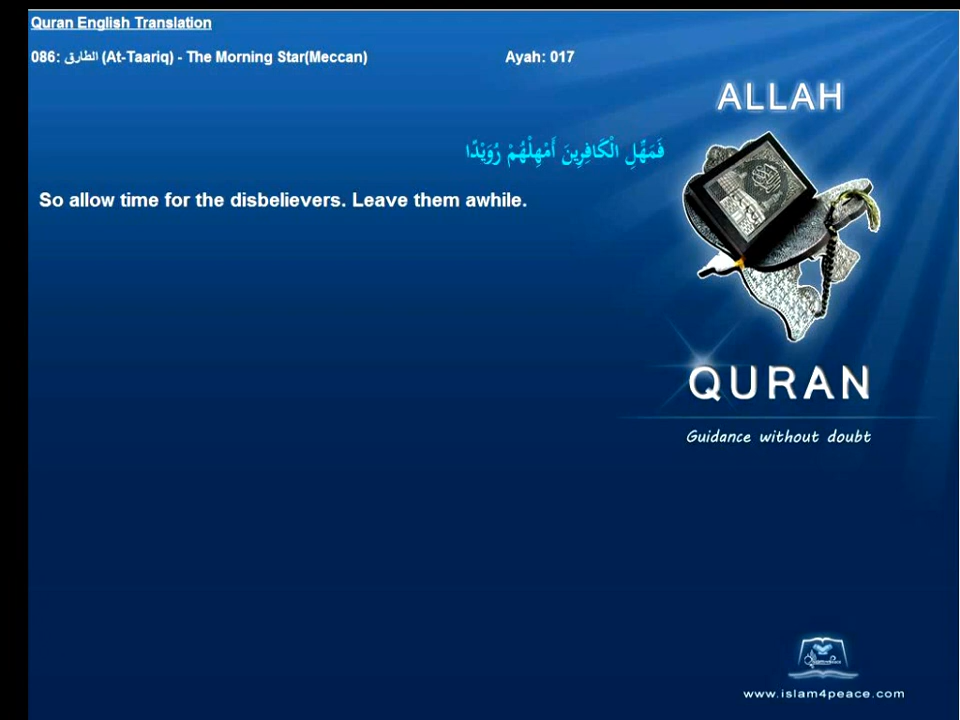 Quran English Translation
086: الطارق (At-Taariq) - The Morning Star(Meccan) Ayah: 017
ALLAH
فَمَهِّلِ الْكَافِرِينَ أَمْهِلْهُمْ رُوَيْدًا
So allow time for the disbelievers. Leave them awhile.
QURAN
Guidance without doubt
www.islam4peace.com